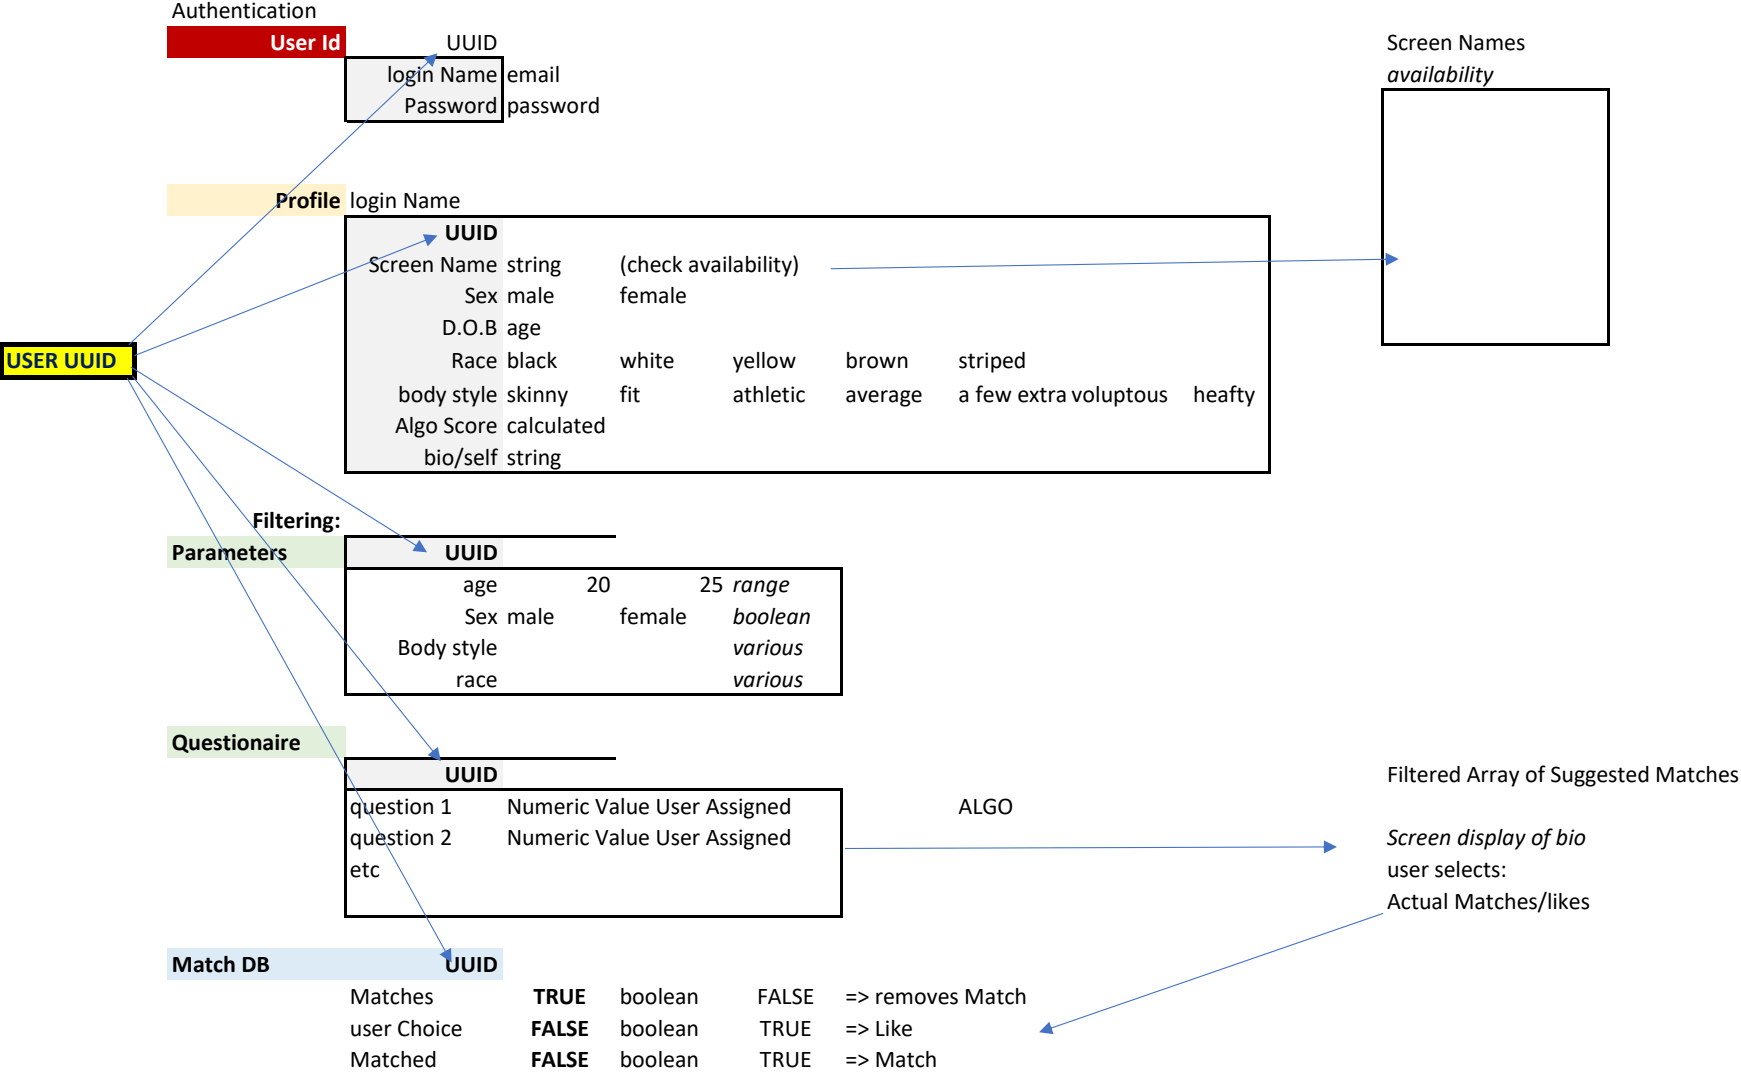 Authentication
User Id UUID
login Name email
Password password
Screen Names
availability
Profile login Name
UUID
Screen Name string (check availability)
Sex male female
D.O.B age
Race black white yellow brown striped
body style skinny fit athletic average a few extra voluptous heafty
Algo Score calculated
bio/self string
USER UUID
Filtering:
Parameters UUID
age 20 25 range
Sex male female boolean
Body style various
race various
Questionaire
UUID
question 1 Numeric Value User Assigned ALGO
question 2 Numeric Value User Assigned
etc
Filtered Array of Suggested Matches
Screen display of bio
user selects:
Actual Matches/likes
Match DB UUID
Matches TRUE boolean FALSE => removes Match
user Choice FALSE boolean TRUE => Like
Matched FALSE boolean TRUE => Match